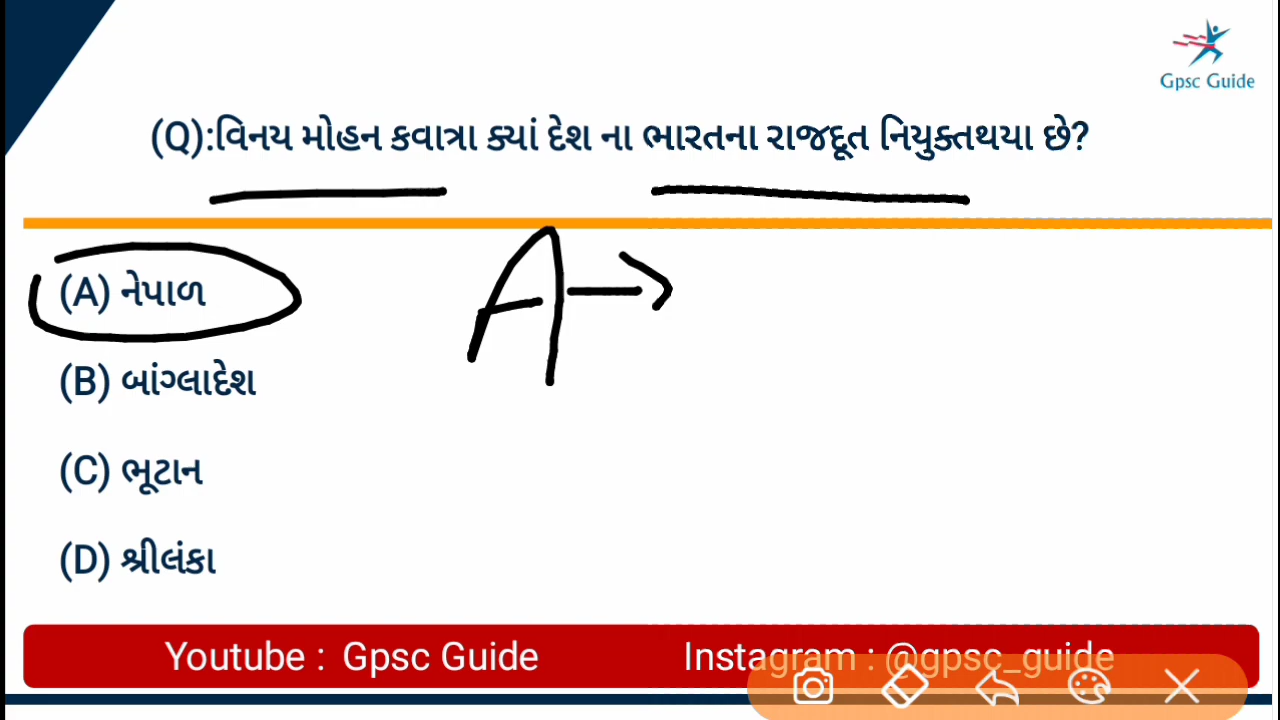 Gpsc Guide
(Q):વિનય મોહન કવાત્રા ક્યાં દેશ ના ભારતના રાજદૂત નિયુક્તથયા છે?
(A) નેપાળ
A →
(B) બાંગ્લાદેશ
(C) ભૂટાન
(D) શ્રીલંકા
Youtube : Gpsc Guide Instagram : @gpsc_guide